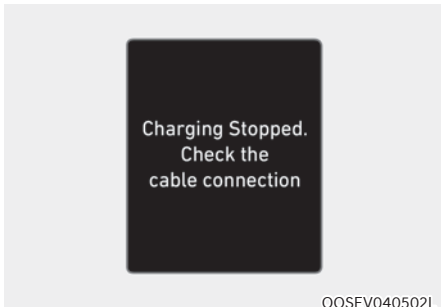 Charging Stopped.
Check the
cable connection
OOSEV040502L